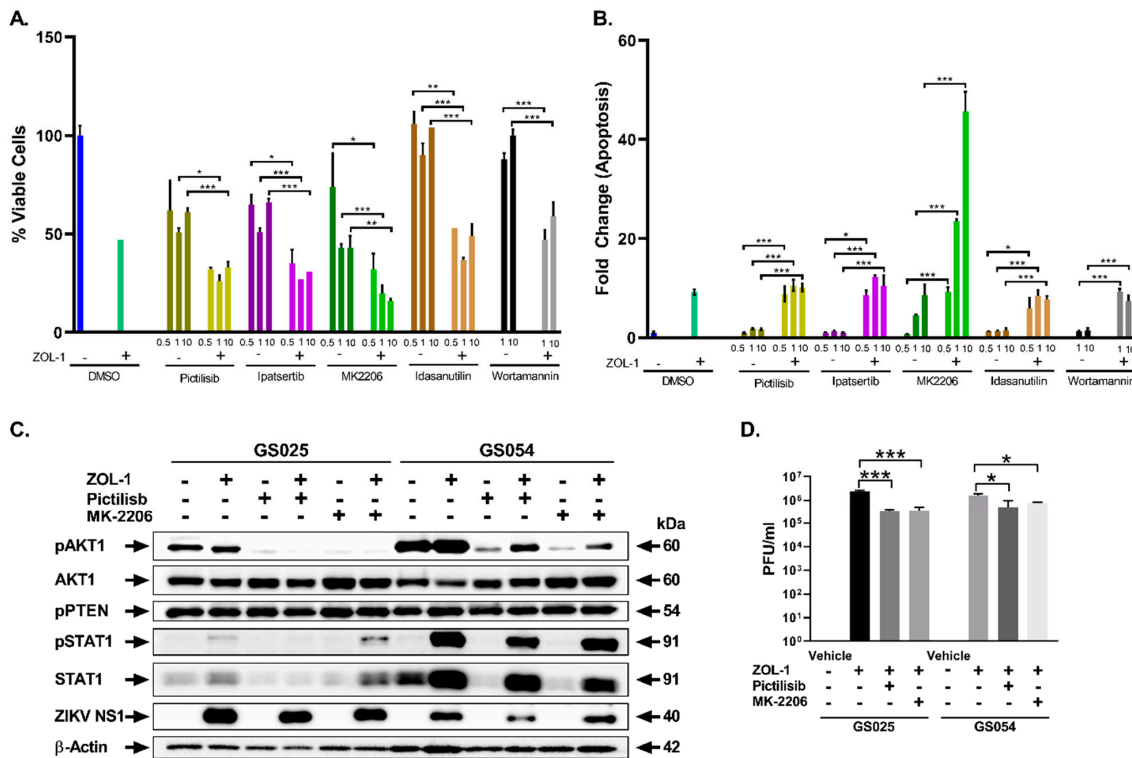 A.
150
100
50
0
% Viable Cells
* *** * *** *** * *** ** ** *** *** *** ***
0.5 1 10 0.5 1 10 0.5 1 10 0.5 1 10 0.5 1 10 0.5 1 10 0.5 1 10 0.5 1 10 1 10 1 10
ZOL-1 - + - + - + - + - + - +
DMSO Pictilisib Ipatsertib MK2206 Idasanutilin Wortamannin
B.
60
40
20
0
Fold Change (Apoptosis)
*** *** *** * *** *** *** *** *** * *** *** *** ***
0.5 1 10 0.5 1 10 0.5 1 10 0.5 1 10 0.5 1 10 0.5 1 10 0.5 1 10 0.5 1 10 1 10 1 10
ZOL-1 - + - + - + - + - + - +
DMSO Pictilisib Ipatsertib MK2206 Idasanutilin Wortamannin
C.
GS025 GS054
ZOL-1 - + - + - + - + - + - +
Pictilisb - - + + - - - - + + - -
MK-2206 - - - - + + - - - - + +
kDa
pAKT1 60
AKT1 60
pPTEN 54
pSTAT1 91
STAT1 91
ZIKV NS1 40
β-Actin 42
D.
*** *** * *
10⁷
10⁶
10⁵
10⁴
10³
10²
10¹
10⁰
PFU/ml
Vehicle Vehicle
ZOL-1 - + + + - + + +
Pictilisib - - + - - - + -
MK-2206 - - - + - - - +
GS025 GS054